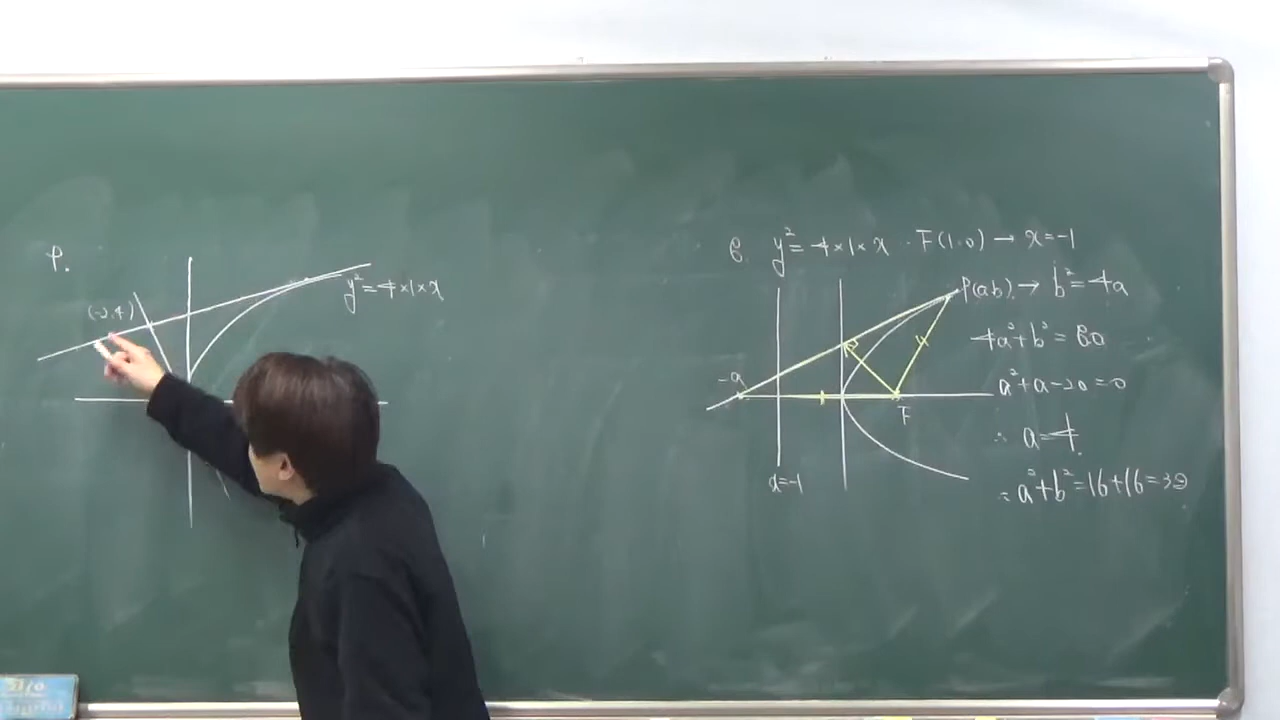 9.
(-2,4)
y²=4×1×x
8. y²=4×1×x F(1,0) → x=-1
P(a,b) → b²=4a
4a²+b²=80
a²+a-20=0
∴ a=4
∴ a²+b²=16+16=32
-a
F
x=-1